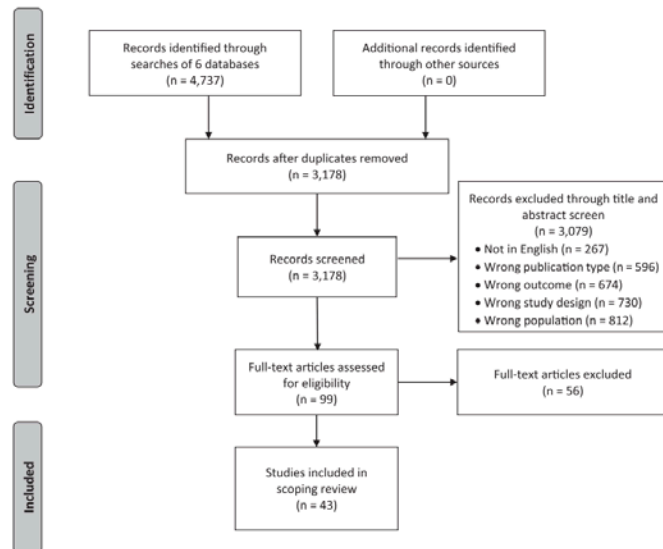 Identification
Records identified through
searches of 6 databases
(n = 4,737)
Additional records identified
through other sources
(n = 0)
Records after duplicates removed
(n = 3,178)
Screening
Records screened
(n = 3,178)
Records excluded through title and
abstract screen
(n = 3,079)
• Not in English (n = 267)
• Wrong publication type (n = 596)
• Wrong outcome (n = 674)
• Wrong study design (n = 730)
• Wrong population (n = 812)
Full-text articles assessed
for eligibility
(n = 99)
Full-text articles excluded
(n = 56)
Included
Studies included in
scoping review
(n = 43)